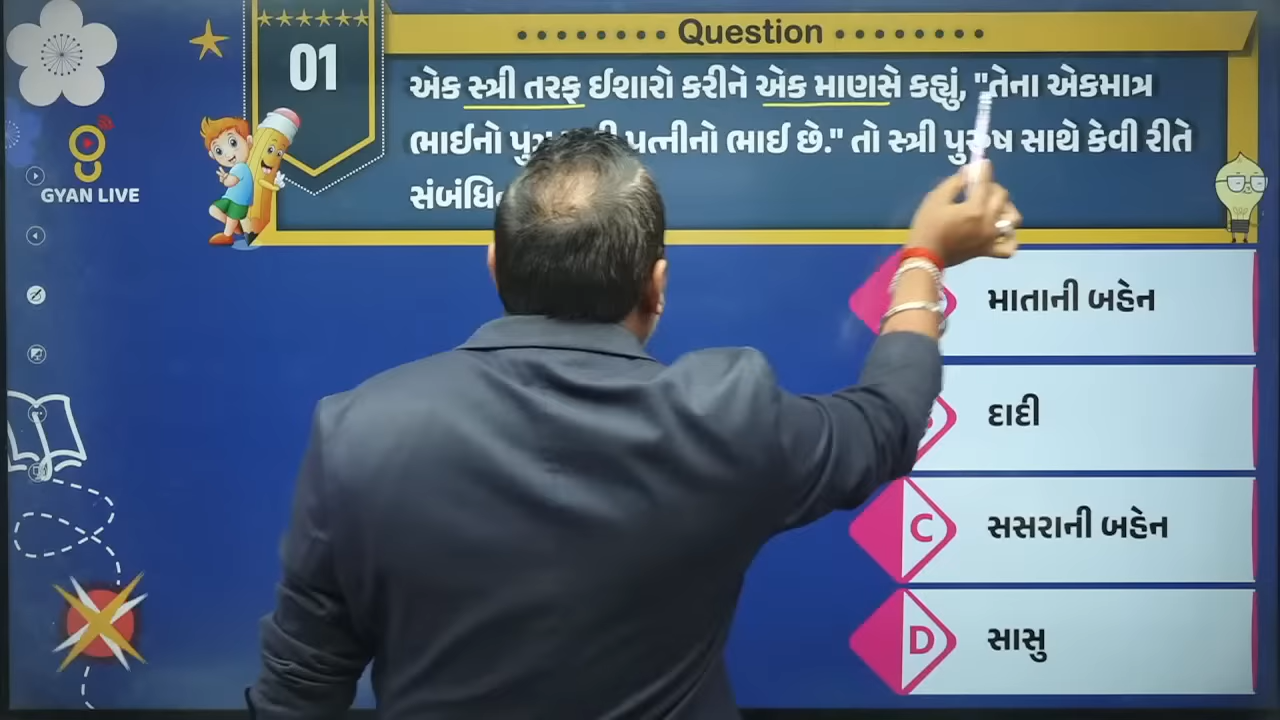 Question
01
એક સ્ત્રી તરફ ઈશારો કરીને એક માણસે કહ્યું, "તેના એકમાત્ર
ભાઈનો પત્નીનો ભાઈ છે." તો સ્ત્રી પુરુષ સાથે કેવી રીતે
GYAN LIVE
માતાની બહેન
દાદી
C સસરાની બહેન
D સાસુ